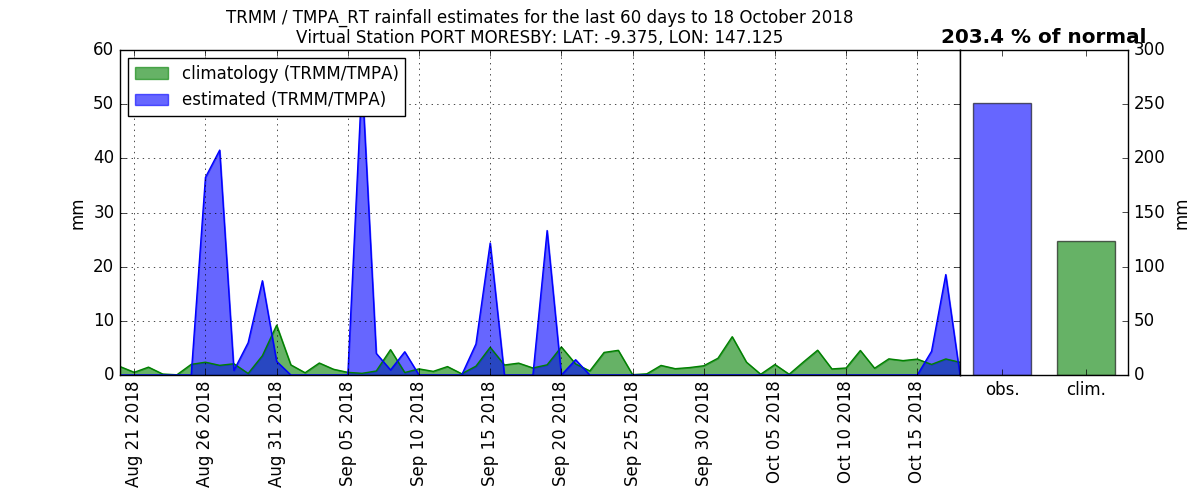 TRMM / TMPA_RT rainfall estimates for the last 60 days to 18 October 2018
Virtual Station PORT MORESBY: LAT: -9.375, LON: 147.125
203.4 % of normal
climatology (TRMM/TMPA)
estimated (TRMM/TMPA)
60
50
40
30
20
10
0
mm
300
250
200
150
100
50
0
mm
Aug 21 2018
Aug 26 2018
Aug 31 2018
Sep 05 2018
Sep 10 2018
Sep 15 2018
Sep 20 2018
Sep 25 2018
Sep 30 2018
Oct 05 2018
Oct 10 2018
Oct 15 2018
obs.
clim.